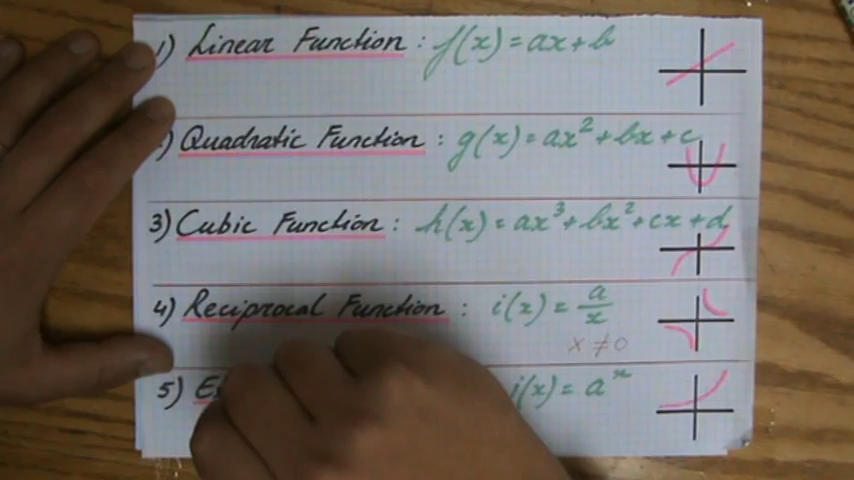 1) Linear Function : f(x) = ax + b
2) Quadratic Function : g(x) = ax² + bx + c
3) Cubic Function : h(x) = ax³ + bx² + cx + d
4) Reciprocal Function : i(x) = a/x
x ≠ 0
5) j(x) = aˣ